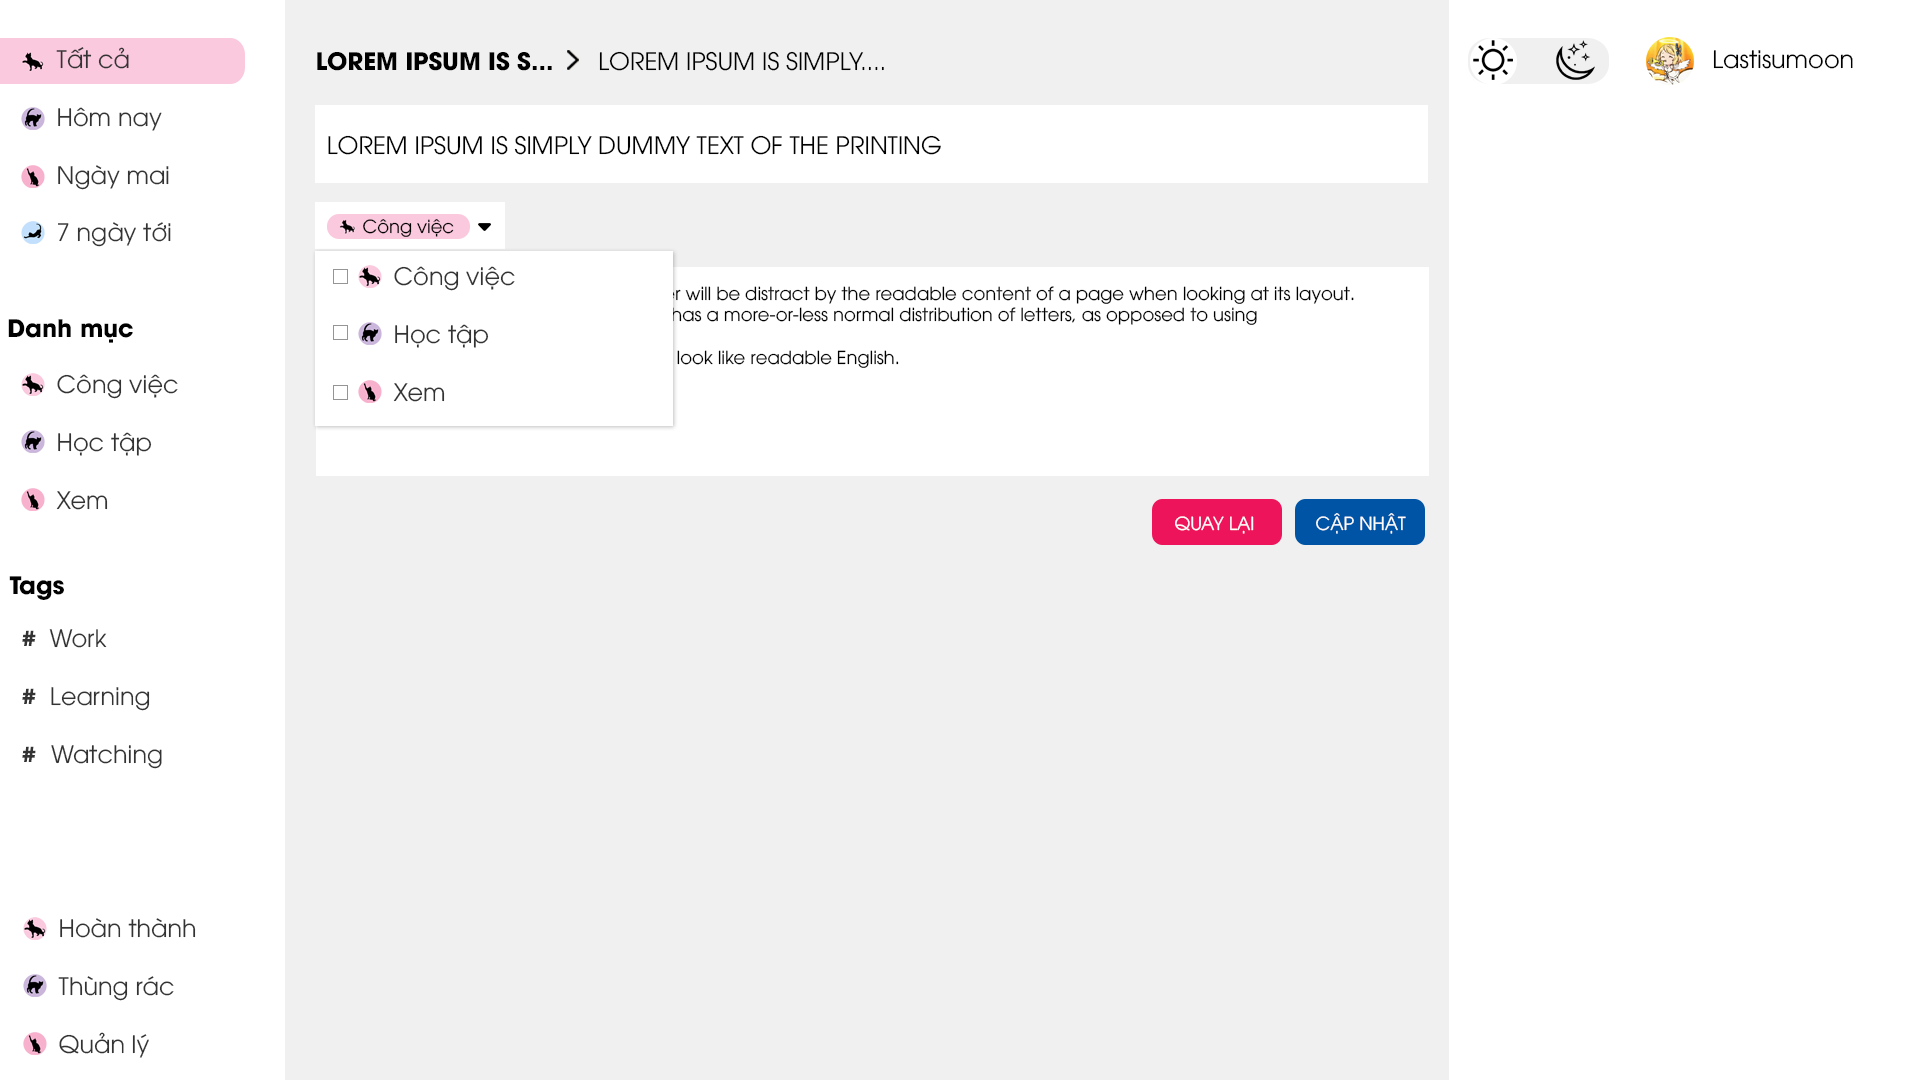 Tất cả
Hôm nay
Ngày mai
7 ngày tới
Danh mục
Công việc
Học tập
Xem
Tags
# Work
# Learning
# Watching
Hoàn thành
Thùng rác
Quản lý
LOREM IPSUM IS S... > LOREM IPSUM IS SIMPLY....
LOREM IPSUM IS SIMPLY DUMMY TEXT OF THE PRINTING
Công việc
Công việc
Học tập
Xem
will be distract by the readable content of a page when looking at its layout.
has a more-or-less normal distribution of letters, as opposed to using
look like readable English.
QUAY LẠI
CẬP NHẬT
Lastisumoon